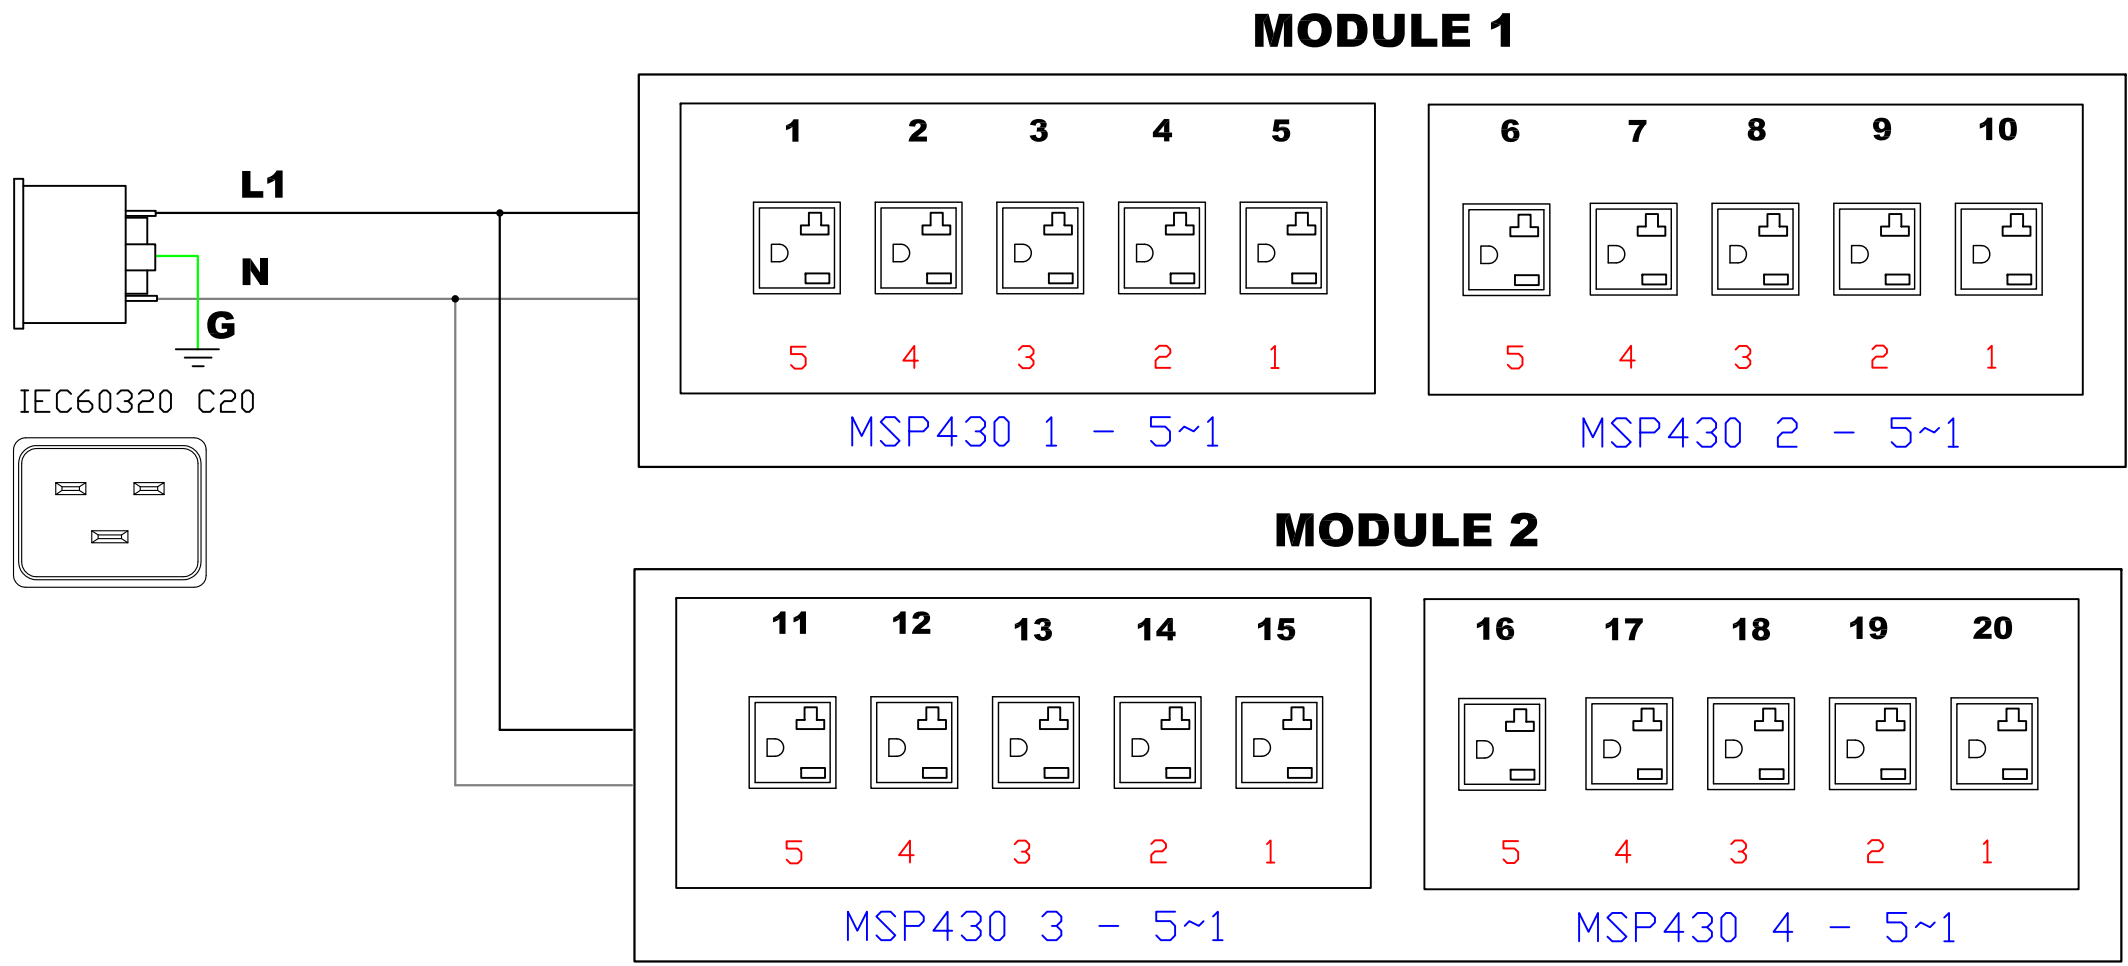 MODULE 1
1 2 3 4 5 6 7 8 9 10
L1
N
G
5 4 3 2 1 5 4 3 2 1
IEC60320 C20
MSP430 1 - 5~1 MSP430 2 - 5~1
MODULE 2
11 12 13 14 15 16 17 18 19 20
5 4 3 2 1 5 4 3 2 1
MSP430 3 - 5~1 MSP430 4 - 5~1